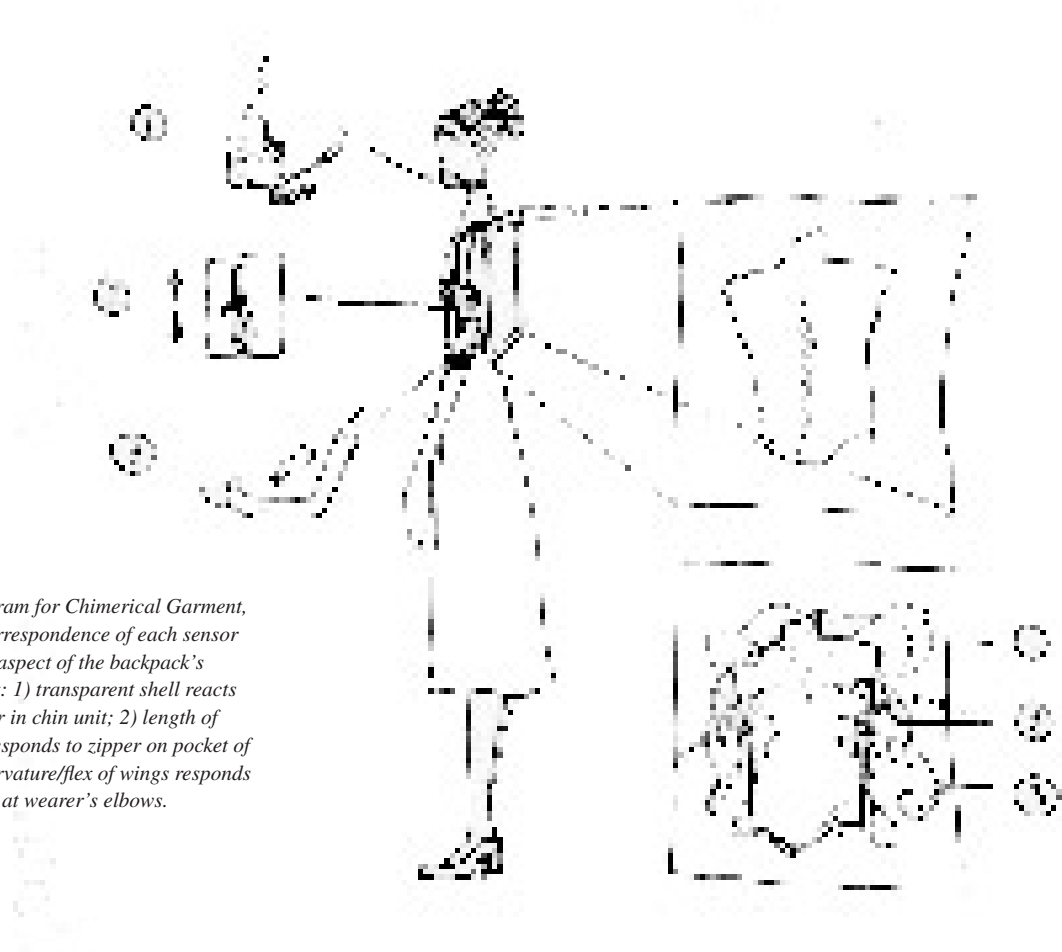 1
ram for Chimerical Garment,
rrespondence of each sensor
aspect of the backpack's
: 1) transparent shell reacts
r in chin unit; 2) length of
sponds to zipper on pocket of
rvature/flex of wings responds
at wearer's elbows.